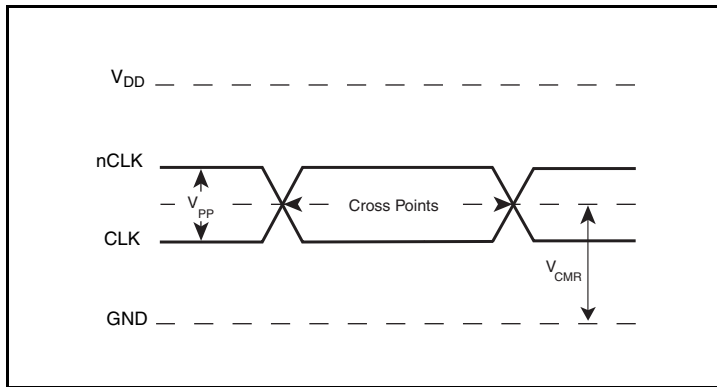 VDD
nCLK
VPP
Cross Points
CLK
VCMR
GND